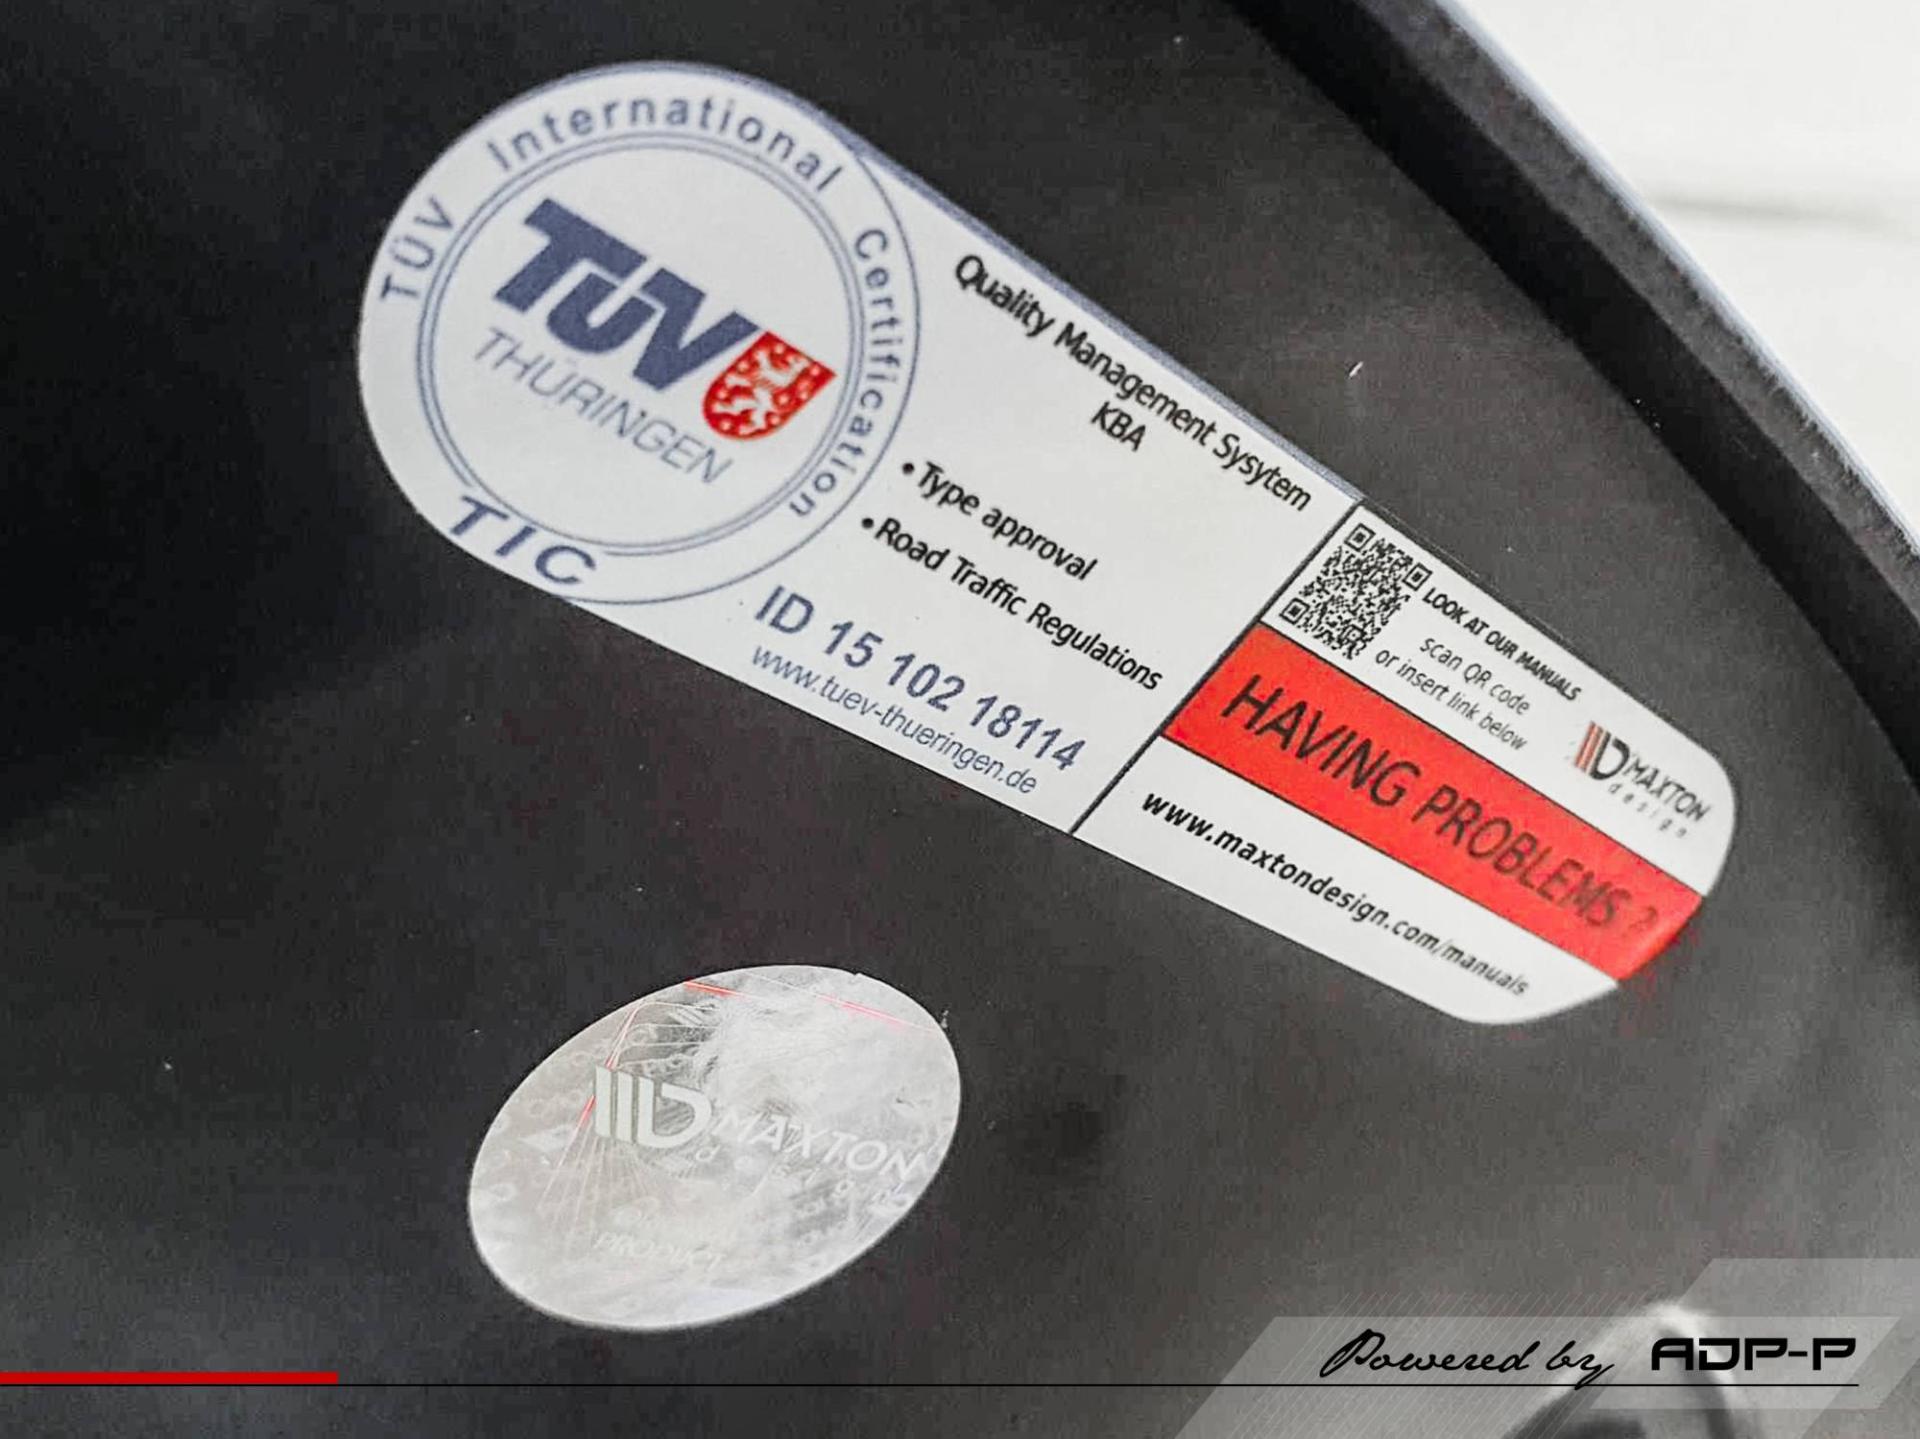 TÜV International Certification
TÜV
THÜRINGEN
TIC
Quality Management Sysytem
KBA
• Type approval
• Road Traffic Regulations
ID 15 102 18114
www.tuev-thueringen.de
LOOK AT OUR MANUALS
scan QR code
or insert link below
MAXTON
design
HAVING PROBLEMS ?
www.maxtondesign.com/manuals
MAXTON
design
PRODUCT
Powered by ADP-P